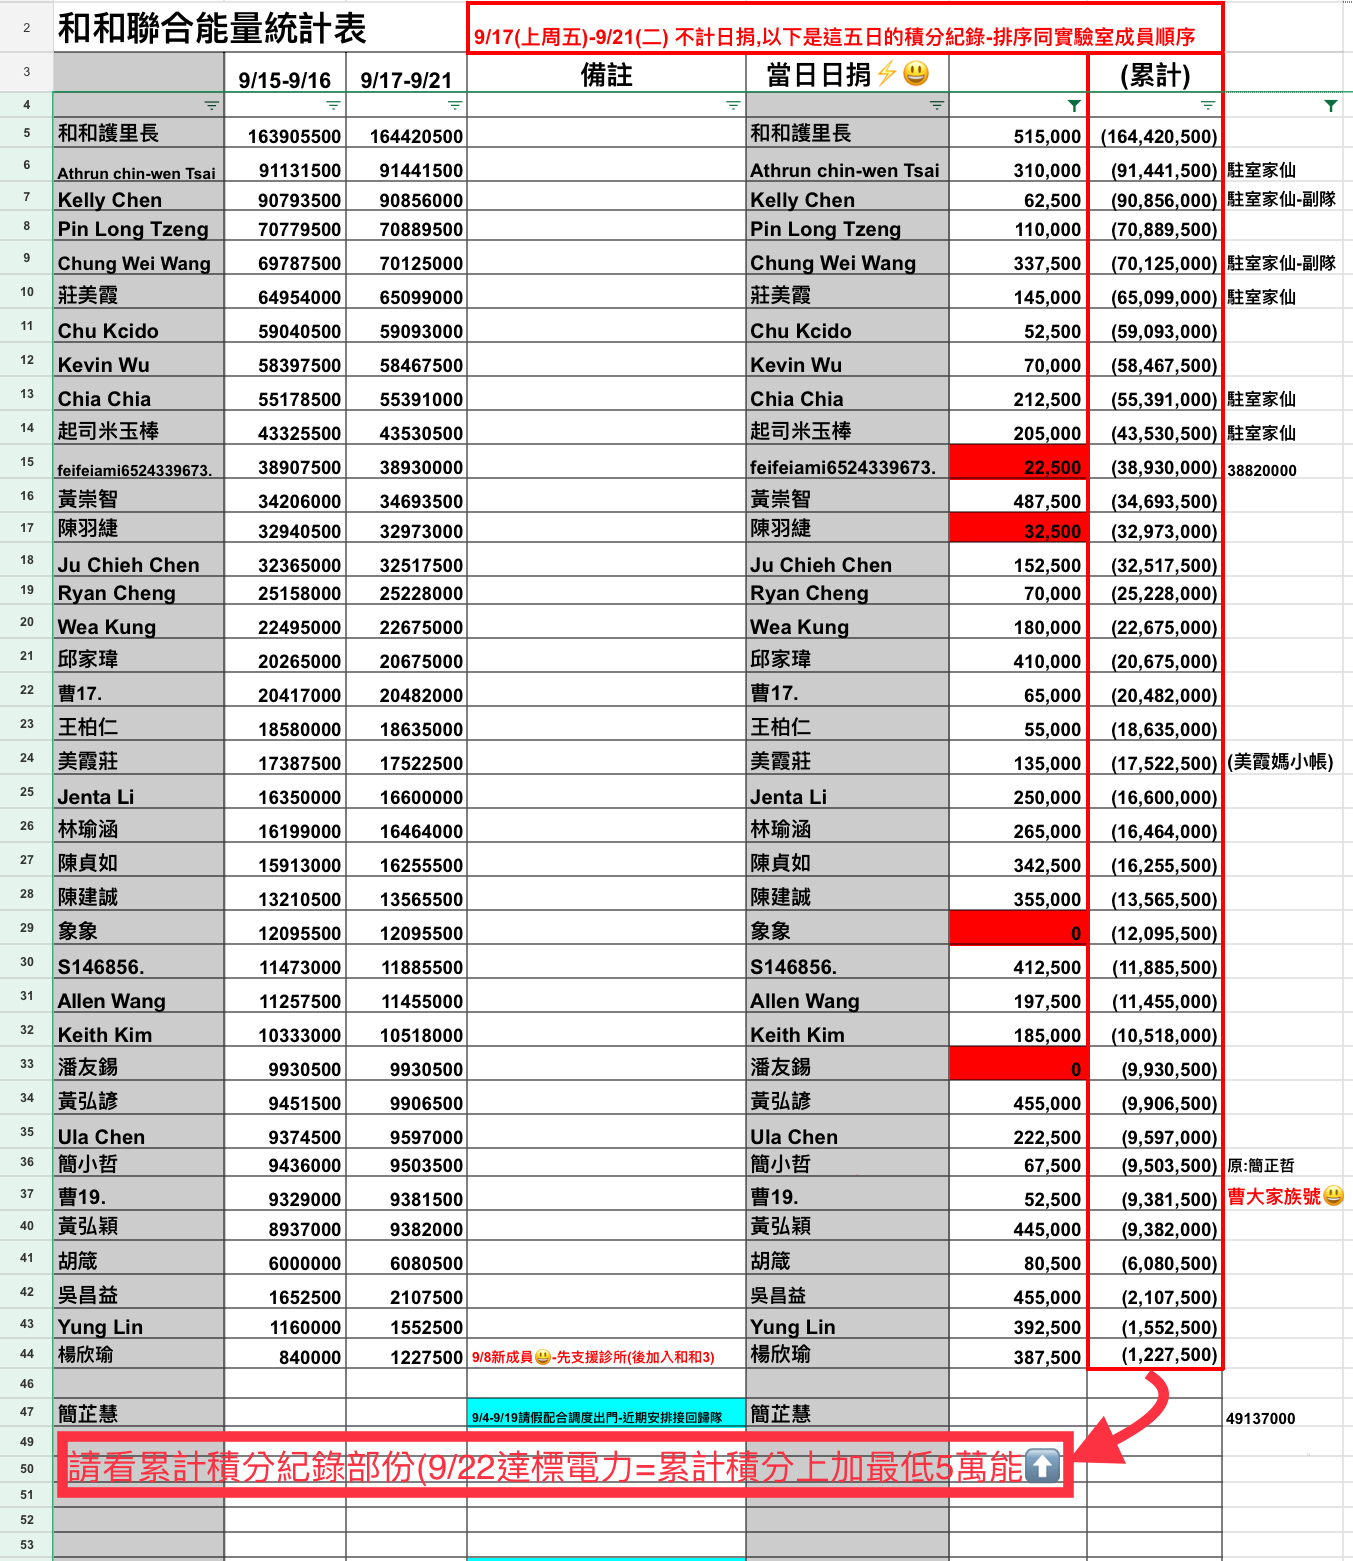 2 和和聯合能量統計表 9/17(上周五)-9/21(二) 不計日捐,以下是這五日的積分紀錄-排序同實驗室成員順序
3 9/15-9/16 9/17-9/21 備註 當日日捐⚡😃 (累計)
4
5 和和護里長 163905500 164420500 和和護里長 515,000 (164,420,500)
6 Athrun chin-wen Tsai 91131500 91441500 Athrun chin-wen Tsai 310,000 (91,441,500) 駐室家仙
7 Kelly Chen 90793500 90856000 Kelly Chen 62,500 (90,856,000) 駐室家仙-副隊
8 Pin Long Tzeng 70779500 70889500 Pin Long Tzeng 110,000 (70,889,500)
9 Chung Wei Wang 69787500 70125000 Chung Wei Wang 337,500 (70,125,000) 駐室家仙-副隊
10 莊美霞 64954000 65099000 莊美霞 145,000 (65,099,000) 駐室家仙
11 Chu Kcido 59040500 59093000 Chu Kcido 52,500 (59,093,000)
12 Kevin Wu 58397500 58467500 Kevin Wu 70,000 (58,467,500)
13 Chia Chia 55178500 55391000 Chia Chia 212,500 (55,391,000) 駐室家仙
14 起司米玉棒 43325500 43530500 起司米玉棒 205,000 (43,530,500) 駐室家仙
15 feifeiami6524339673. 38907500 38930000 feifeiami6524339673. 22,500 (38,930,000) 38820000
16 黃崇智 34206000 34693500 黃崇智 487,500 (34,693,500)
17 陳羽緁 32940500 32973000 陳羽緁 32,500 (32,973,000)
18 Ju Chieh Chen 32365000 32517500 Ju Chieh Chen 152,500 (32,517,500)
19 Ryan Cheng 25158000 25228000 Ryan Cheng 70,000 (25,228,000)
20 Wea Kung 22495000 22675000 Wea Kung 180,000 (22,675,000)
21 邱家瑋 20265000 20675000 邱家瑋 410,000 (20,675,000)
22 曹17. 20417000 20482000 曹17. 65,000 (20,482,000)
23 王柏仁 18580000 18635000 王柏仁 55,000 (18,635,000)
24 美霞莊 17387500 17522500 美霞莊 135,000 (17,522,500) (美霞媽小帳)
25 Jenta Li 16350000 16600000 Jenta Li 250,000 (16,600,000)
26 林瑜涵 16199000 16464000 林瑜涵 265,000 (16,464,000)
27 陳貞如 15913000 16255500 陳貞如 342,500 (16,255,500)
28 陳建誠 13210500 13565500 陳建誠 355,000 (13,565,500)
29 象象 12095500 12095500 象象 0 (12,095,500)
30 S146856. 11473000 11885500 S146856. 412,500 (11,885,500)
31 Allen Wang 11257500 11455000 Allen Wang 197,500 (11,455,000)
32 Keith Kim 10333000 10518000 Keith Kim 185,000 (10,518,000)
33 潘友錫 9930500 9930500 潘友錫 0 (9,930,500)
34 黃弘諺 9451500 9906500 黃弘諺 455,000 (9,906,500)
35 Ula Chen 9374500 9597000 Ula Chen 222,500 (9,597,000)
36 簡小哲 9436000 9503500 簡小哲 67,500 (9,503,500) 原:簡正哲
37 曹19. 9329000 9381500 曹19. 52,500 (9,381,500) 曹大家族號😃
40 黃弘穎 8937000 9382000 黃弘穎 445,000 (9,382,000)
41 胡箴 6000000 6080500 胡箴 80,500 (6,080,500)
42 吳昌益 1652500 2107500 吳昌益 455,000 (2,107,500)
43 Yung Lin 1160000 1552500 Yung Lin 392,500 (1,552,500)
44 楊欣瑜 840000 1227500 9/8新成員😃-先支援診所(後加入和和3) 楊欣瑜 387,500 (1,227,500)
46
47 簡芷慧 9/4-9/19請假配合調度出門-近期安排接回歸隊 簡芷慧 49137000
49
50 請看累計積分紀錄部份(9/22達標電力=累計積分上加最低5萬能⬆️
51
52
53